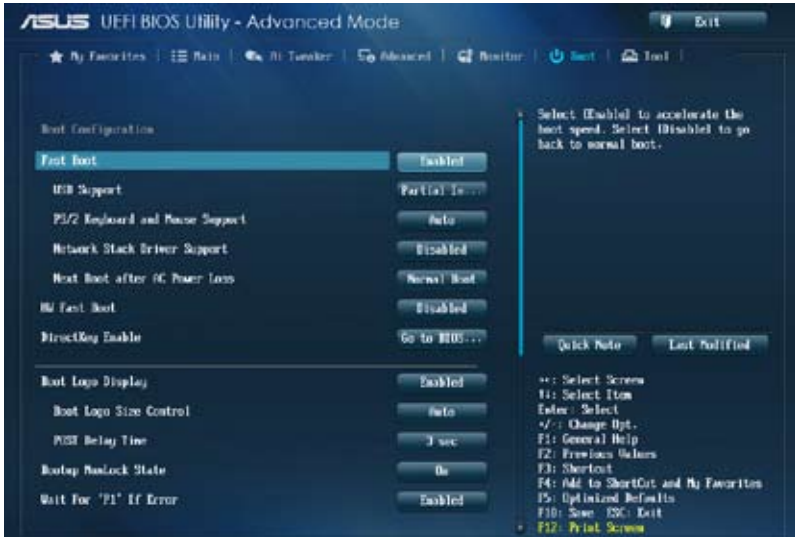 ASUS UEFI BIOS Utility - Advanced Mode
Exit
My Favorites
Main
Ai Tweaker
Advanced
Monitor
Boot
Tool
Boot Configuration
Fast Boot
Enabled
USB Support
Partial In...
PS/2 Keyboard and Mouse Support
Auto
Network Stack Driver Support
Disabled
Next Boot after AC Power Loss
Normal Boot
HW Fast Boot
Disabled
DirectKey Enable
Go to BIOS...
Boot Logo Display
Enabled
Boot Logo Size Control
Auto
POST Delay Time
3 sec
Bootup NumLock State
On
Wait For 'F1' If Error
Enabled
Select [Enable] to accelerate the
boot speed. Select [Disable] to go
back to normal boot.
Quick Note
Last Modified
→←: Select Screen
↑↓: Select Item
Enter: Select
+/-: Change Opt.
F1: General Help
F2: Previous Values
F3: Shortcut
F4: Add to ShortCut and My Favorites
F5: Optimized Defaults
F10: Save ESC: Exit
F12: Print Screen